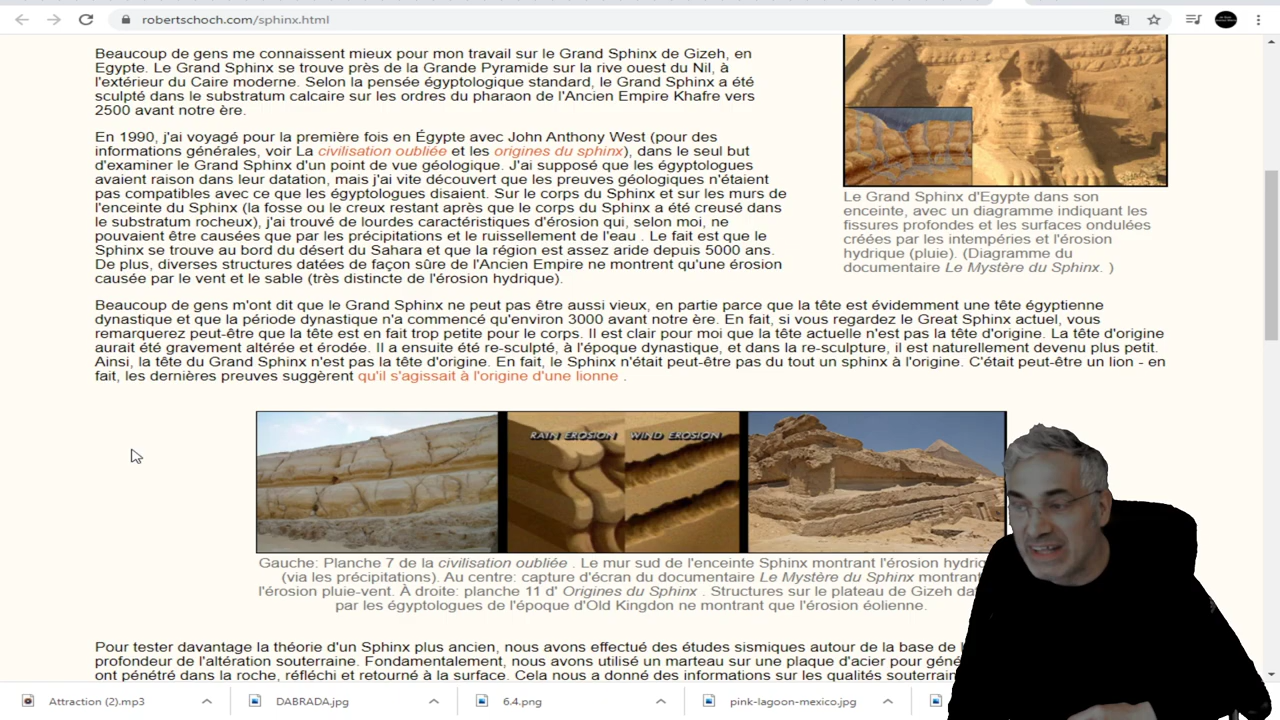 robertschoch.com/sphinx.html
Beaucoup de gens me connaissent mieux pour mon travail sur le Grand Sphinx de Gizeh, en
Egypte. Le Grand Sphinx se trouve près de la Grande Pyramide sur la rive ouest du Nil, à
l'extérieur du Caire moderne. Selon la pensée égyptologique standard, le Grand Sphinx a été
sculpté dans le substratum calcaire sur les ordres du pharaon de l'Ancien Empire Khafre vers
2500 avant notre ère.
En 1990, j'ai voyagé pour la première fois en Égypte avec John Anthony West (pour des
informations générales, voir La civilisation oubliée et les origines du sphinx), dans le seul but
d'examiner le Grand Sphinx d'un point de vue géologique. J'ai supposé que les égyptologues
avaient raison dans leur datation, mais j'ai vite découvert que les preuves géologiques n'étaient
pas compatibles avec ce que les égyptologues disaient. Sur le corps du Sphinx et sur les murs de
l'enceinte du Sphinx (la fosse ou le creux restant après que le corps du Sphinx a été creusé dans
le substratum rocheux), j'ai trouvé de lourdes caractéristiques d'érosion qui, selon moi, ne
pouvaient être causées que par les précipitations et le ruissellement de l'eau . Le fait est que le
Sphinx se trouve au bord du désert du Sahara et que la région est assez aride depuis 5000 ans.
De plus, diverses structures datées de façon sûre de l'Ancien Empire ne montrent qu'une érosion
causée par le vent et le sable (très distincte de l'érosion hydrique).
Le Grand Sphinx d'Egypte dans son
enceinte, avec un diagramme indiquant les
fissures profondes et les surfaces ondulées
créées par les intempéries et l'érosion
hydrique (pluie). (Diagramme du
documentaire Le Mystère du Sphinx. )
Beaucoup de gens m'ont dit que le Grand Sphinx ne peut pas être aussi vieux, en partie parce que la tête est évidemment une tête égyptienne
dynastique et que la période dynastique n'a commencé qu'environ 3000 avant notre ère. En fait, si vous regardez le Great Sphinx actuel, vous
remarquerez peut-être que la tête est en fait trop petite pour le corps. Il est clair pour moi que la tête actuelle n'est pas la tête d'origine. La tête d'origine
aurait été gravement altérée et érodée. Il a ensuite été re-sculpté, à l'époque dynastique, et dans la re-sculpture, il est naturellement devenu plus petit.
Ainsi, la tête du Grand Sphinx n'est pas la tête d'origine. En fait, le Sphinx n'était peut-être pas du tout un sphinx à l'origine. C'était peut-être un lion - en
fait, les dernières preuves suggèrent qu'il s'agissait à l'origine d'une lionne .
RAIN EROSION WIND EROSION
Gauche: Planche 7 de la civilisation oubliée . Le mur sud de l'enceinte Sphinx montrant l'érosion
(via les précipitations). Au centre: capture d'écran du documentaire Le Mystère du Sphinx
l'érosion pluie-vent. À droite: planche 11 d' Origines du Sphinx . Structures sur le plateau de Gizeh
par les égyptologues de l'époque d'Old Kingdon ne montrant que l'érosion éolienne.
Pour tester davantage la théorie d'un Sphinx plus ancien, nous avons effectué des études sismiques autour de la base de
profondeur de l'altération souterraine. Fondamentalement, nous avons utilisé un marteau sur une plaque d'acier pour
ont pénétré dans la roche, réfléchi et retourné à la surface. Cela nous a donné des informations sur les qualités
Attraction (2).mp3
DABRADA.jpg
6.4.png
pink-lagoon-mexico.jpg